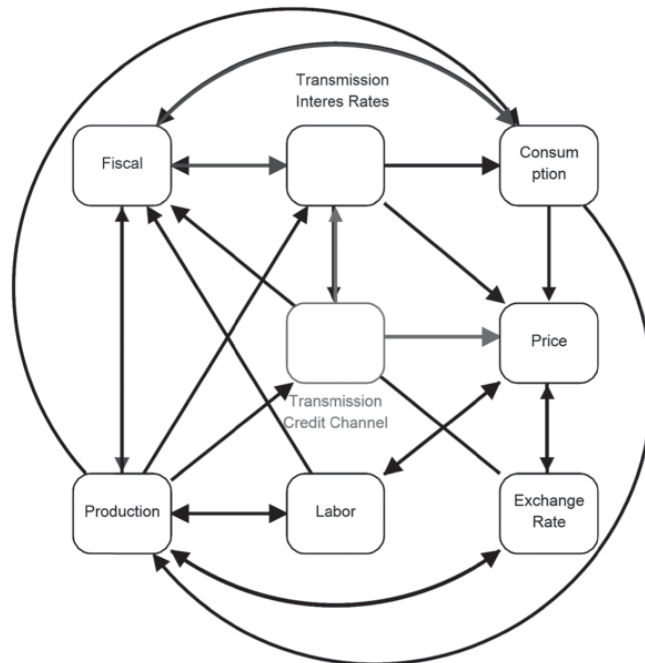 Transmission
Interes Rates
Fiscal
Consum
ption
Price
Transmission
Credit Channel
Production
Labor
Exchange
Rate